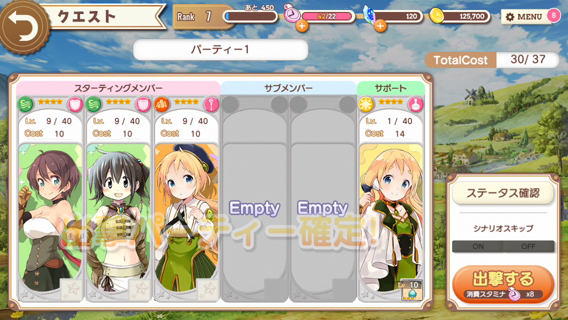 クエスト
Rank 7
あと 450
42/22
120
125,700
MENU 8
パーティー1
TotalCost 30/ 37
スターティングメンバー
サブメンバー
サポート
Lv. 9 / 40
Cost 10
Lv. 9 / 40
Cost 10
Lv. 9 / 40
Cost 10
Lv. 1 / 40
Cost 14
Empty
Empty
パーティー確定!
Lv. 10
ステータス確認
シナリオスキップ
ON OFF
出撃する
消費スタミナ x8